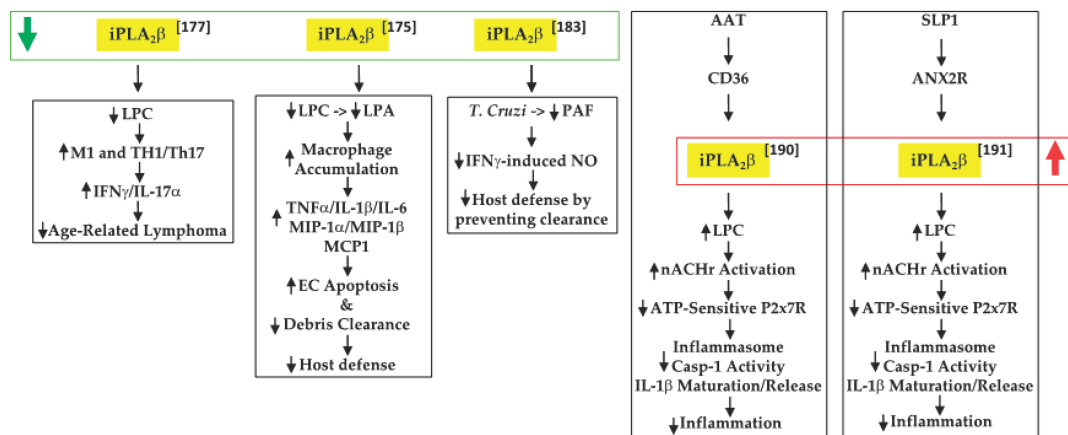 iPLA₂β [177]
↓LPC
↑M1 and TH1/Th17
↑IFNγ/IL-17α
↓Age-Related Lymphoma
iPLA₂β [175]
↓LPC -> ↓LPA
↑ Macrophage
Accumulation
↑ TNFα/IL-1β/IL-6
MIP-1α/MIP-1β
MCP1
↑EC Apoptosis
&
↓ Debris Clearance
↓Host defense
iPLA₂β [183]
T. Cruzi -> ↓ PAF
↓IFNγ-induced NO
↓Host defense by
preventing clearance
AAT
CD36
iPLA₂β [190]
↑LPC
↑nACHr Activation
↓ATP-Sensitive P2x7R
Inflammasome
↓ Casp-1 Activity
IL-1β Maturation/Release
↓Inflammation
SLP1
ANX2R
iPLA₂β [191]
↑LPC
↑nACHr Activation
↓ATP-Sensitive P2x7R
Inflammasome
↓ Casp-1 Activity
IL-1β Maturation/Release
↓Inflammation